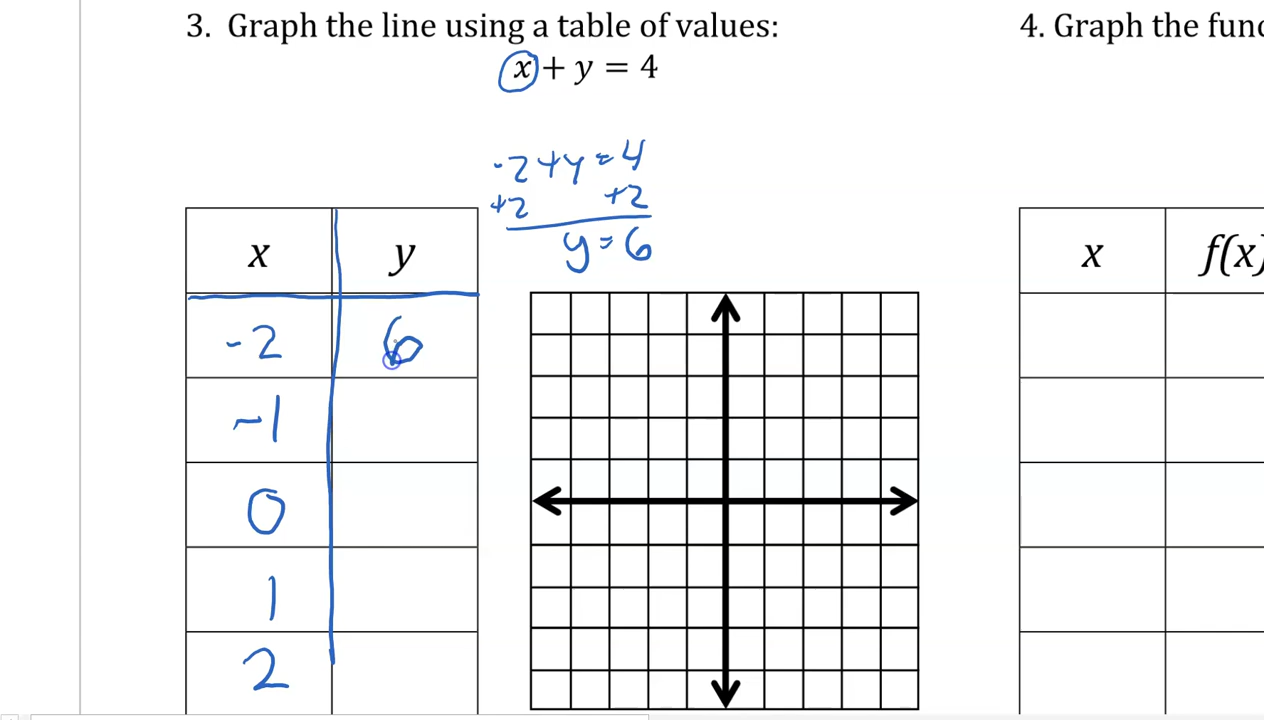 3. Graph the line using a table of values:
x + y = 4
-2 + y = 4
+2 +2
y = 6
x y
-2 6
-1
0
1
2
4. Graph the func
x f(x)